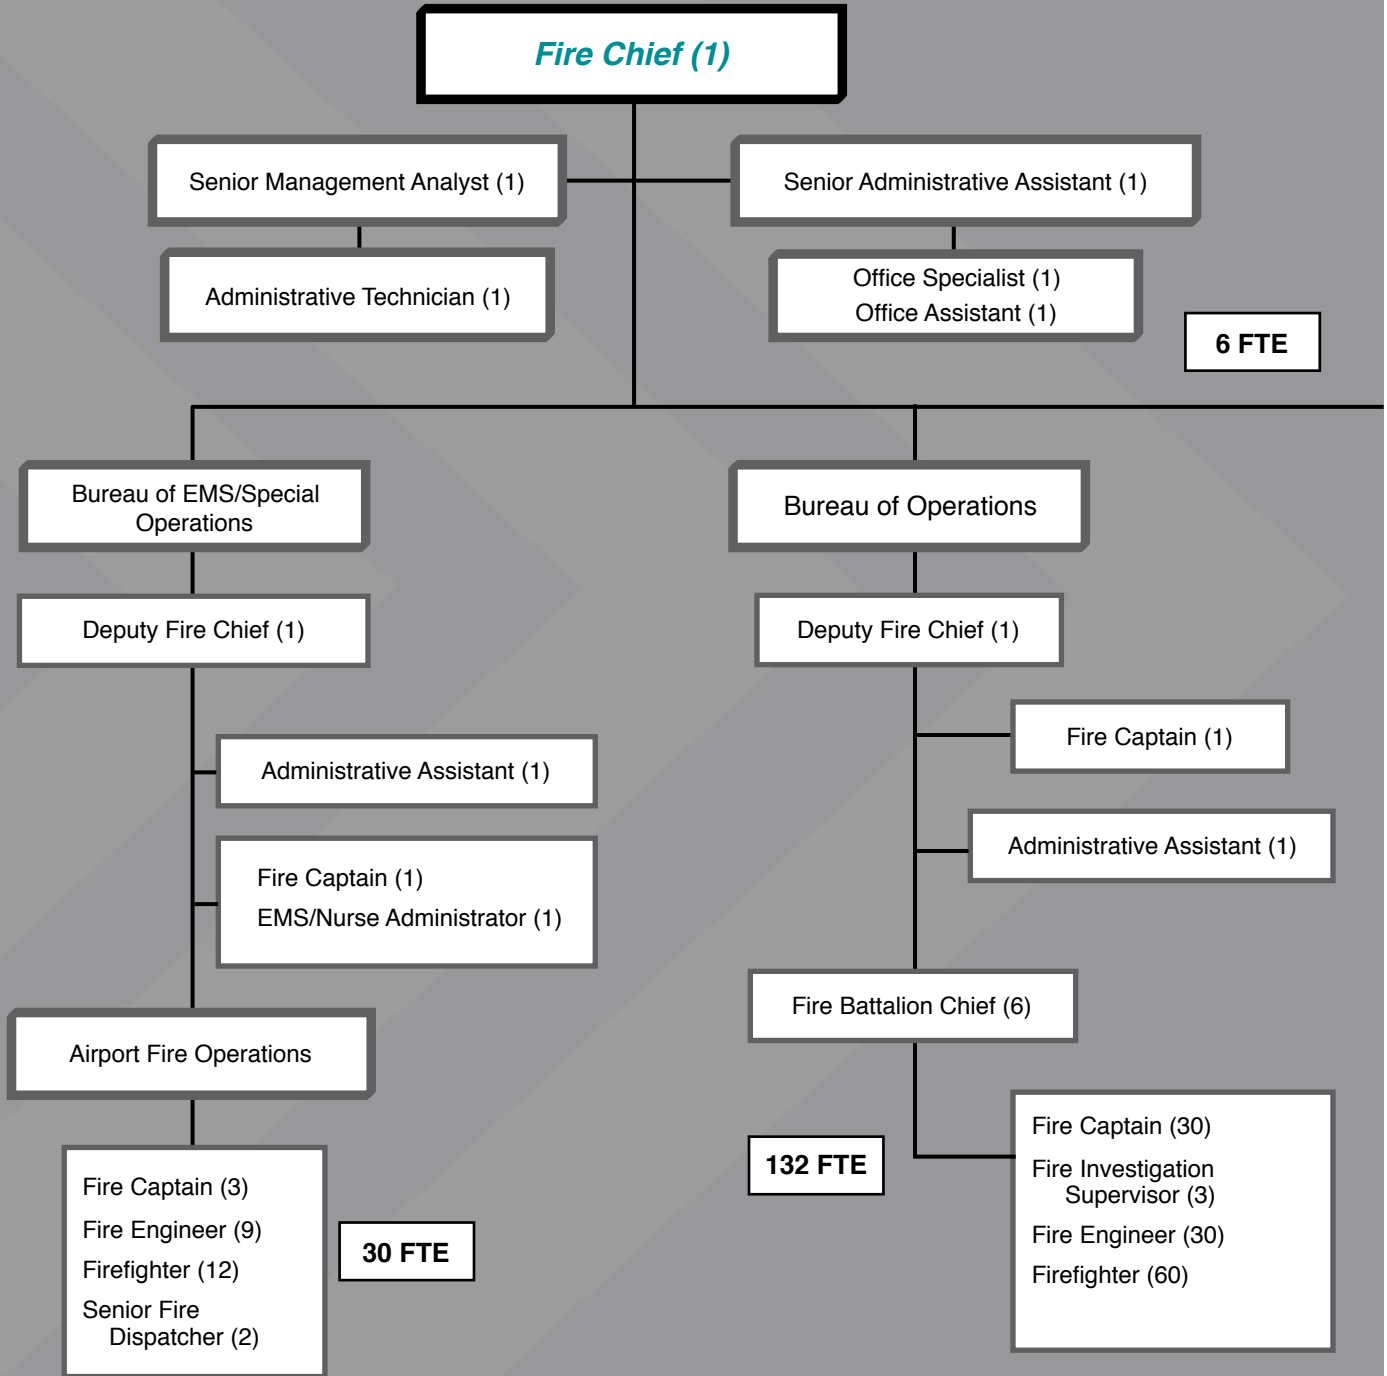 Fire Chief (1)
Senior Management Analyst (1)
Senior Administrative Assistant (1)
Administrative Technician (1)
Office Specialist (1)
Office Assistant (1)
6 FTE
Bureau of EMS/Special
Operations
Deputy Fire Chief (1)
Administrative Assistant (1)
Fire Captain (1)
EMS/Nurse Administrator (1)
Airport Fire Operations
Fire Captain (3)
Fire Engineer (9)
Firefighter (12)
Senior Fire
Dispatcher (2)
30 FTE
Bureau of Operations
Deputy Fire Chief (1)
Fire Captain (1)
Administrative Assistant (1)
Fire Battalion Chief (6)
132 FTE
Fire Captain (30)
Fire Investigation
Supervisor (3)
Fire Engineer (30)
Firefighter (60)